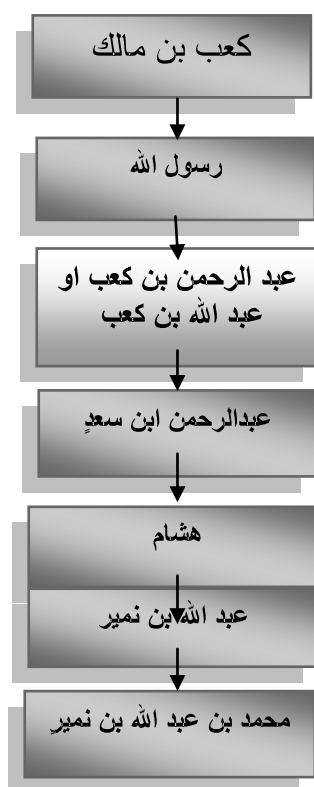 كعب بن مالك
رسول الله
عبد الرحمن بن كعب او
عبد الله بن كعب
عبدالرحمن ابن سعدٍ
هشام
عبد الله بن نمير
محمد بن عبد الله بن نميرٍ